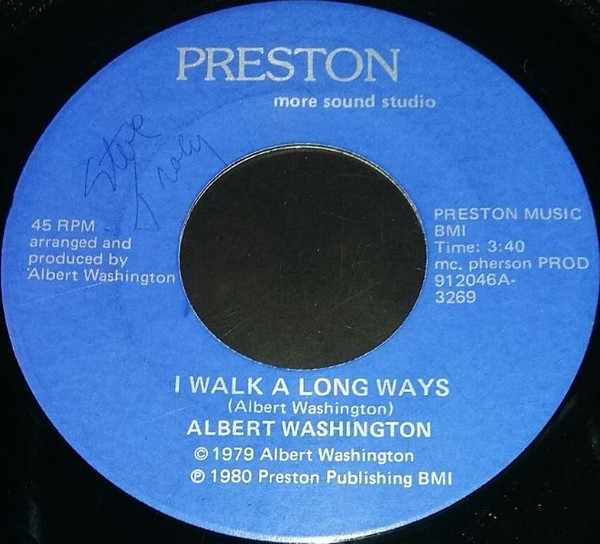 PRESTON
more sound studio
Steve
45 RPM
arranged and
produced by
Albert Washington
PRESTON MUSIC
BMI
Time: 3:40
mc. pherson PROD
912046A-
3269
I WALK A LONG WAYS
(Albert Washington)
ALBERT WASHINGTON
© 1979 Albert Washington
℗ 1980 Preston Publishing BMI